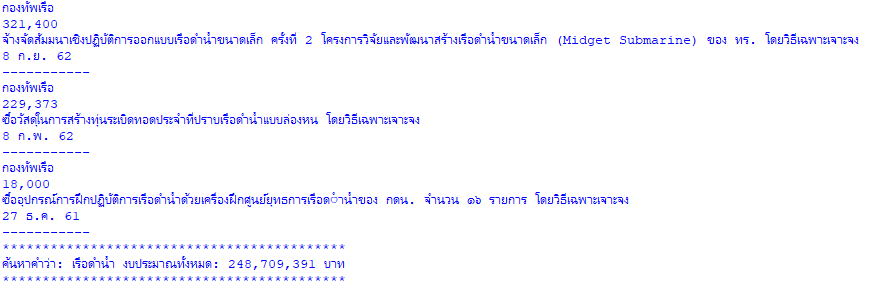 กองทัพเรือ
321,400
จ้างจัดสัมมนาเชิงปฏิบัติการออกแบบเรือดำน้ำขนาดเล็ก ครั้งที่ 2 โครงการวิจัยและพัฒนาสร้างเรือดำน้ำขนาดเล็ก (Midget Submarine) ของ ทร. โดยวิธีเฉพาะเจาะจง
8 ก.ย. 62
-----------
กองทัพเรือ
229,373
ซื้อวัสดุในการสร้างทุ่นระเบิดทอดประจำที่ปราบเรือดำน้ำแบบล่องหน โดยวิธีเฉพาะเจาะจง
8 ก.พ. 62
-----------
กองทัพเรือ
18,000
ซื้ออุปกรณ์การฝึกปฏิบัติการเรือดำน้ำด้วยเครื่องฝึกศูนย์ยุทธการเรือดํานํ้าของ กดน. จำนวน ๑๖ รายการ โดยวิธีเฉพาะเจาะจง
27 ธ.ค. 61
-----------
*******************************************
ค้นหาคำว่า: เรือดำน้ำ งบประมาณทั้งหมด: 248,709,391 บาท
*******************************************